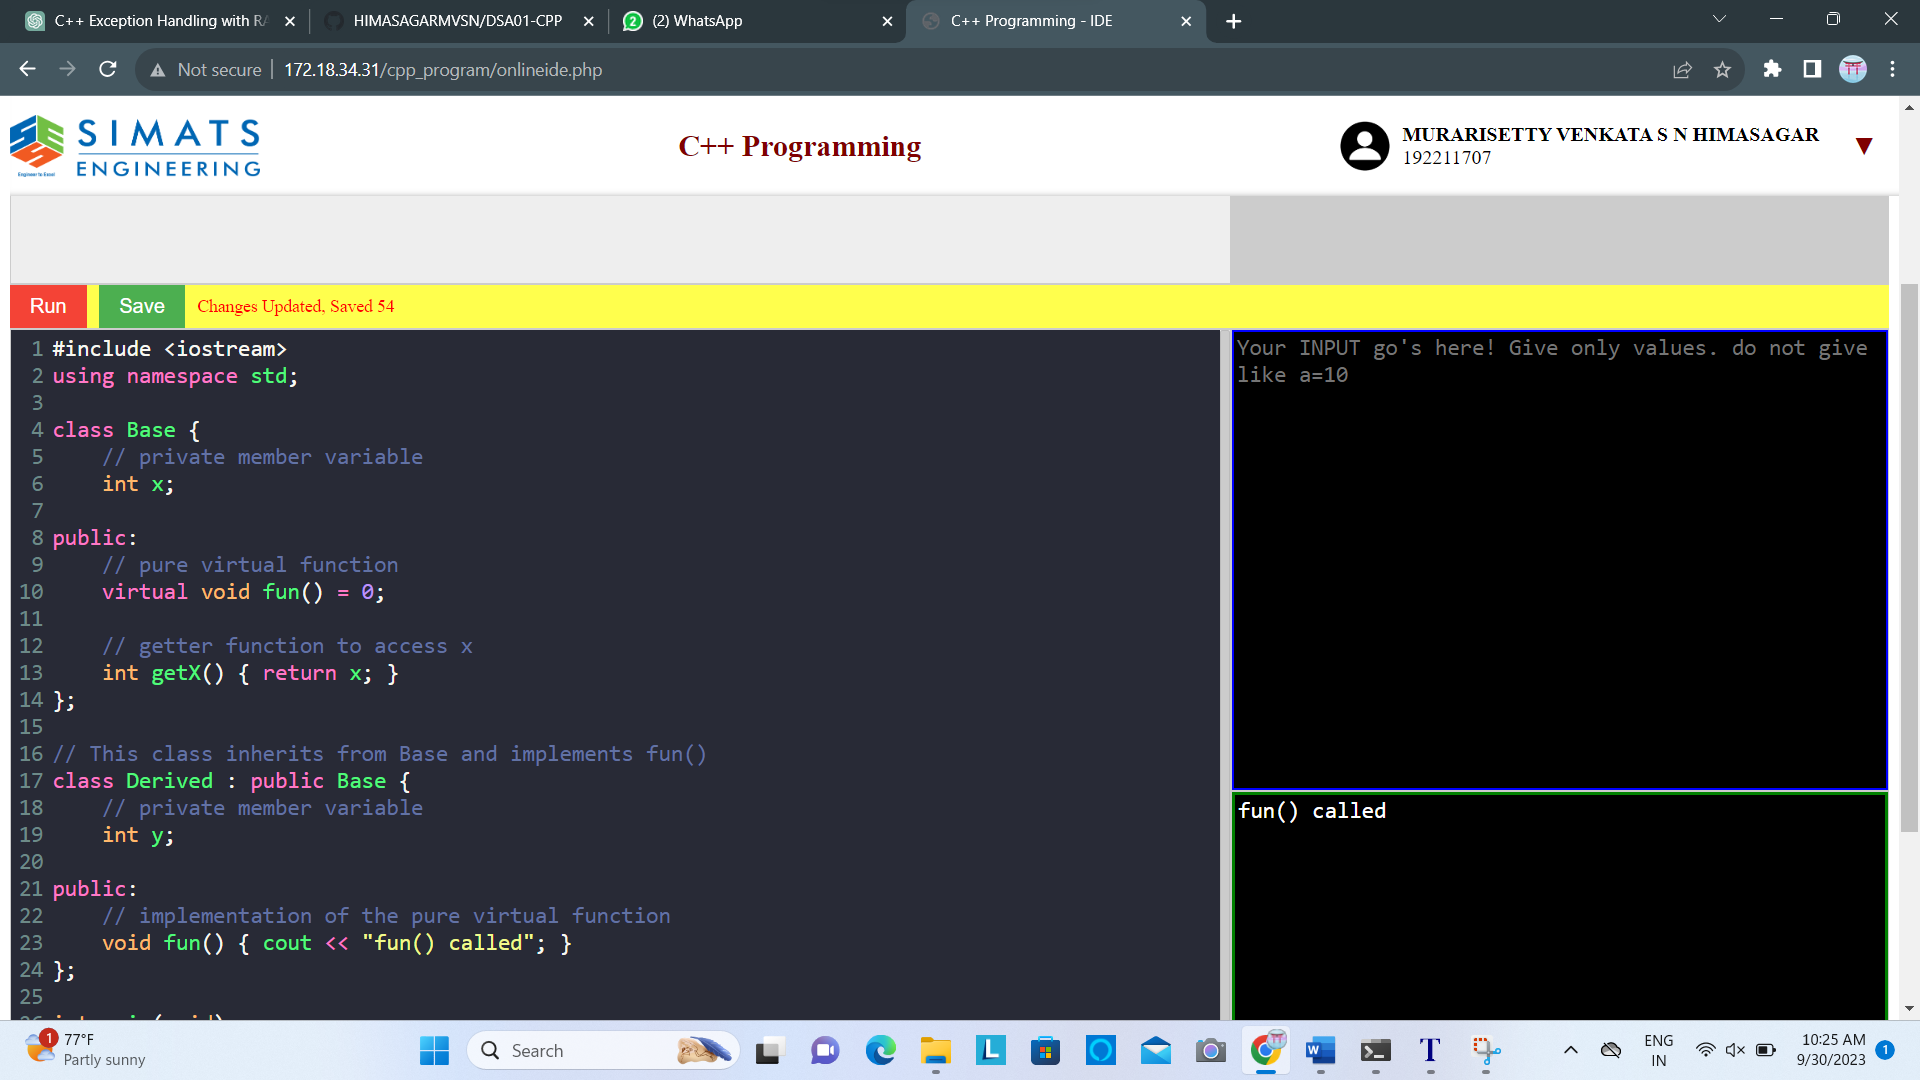 C++ Exception Handling with RA
HIMASAGARMVSN/DSA01-CPP
(2) WhatsApp
C++ Programming - IDE
Not secure
172.18.34.31/cpp_program/onlineide.php
SIMATS
ENGINEERING
Engineer to Excel
C++ Programming
MURARISETTY VENKATA S N HIMASAGAR
192211707
Run
Save
Changes Updated, Saved 54
1 #include <iostream>
2 using namespace std;
3
4 class Base {
5 // private member variable
6 int x;
7
8 public:
9 // pure virtual function
10 virtual void fun() = 0;
11
12 // getter function to access x
13 int getX() { return x; }
14 };
15
16 // This class inherits from Base and implements fun()
17 class Derived : public Base {
18 // private member variable
19 int y;
20
21 public:
22 // implementation of the pure virtual function
23 void fun() { cout << "fun() called"; }
24 };
25
Your INPUT go's here! Give only values. do not give
like a=10
fun() called
1
77°F
Partly sunny
Search
ENG
IN
10:25 AM
9/30/2023
1